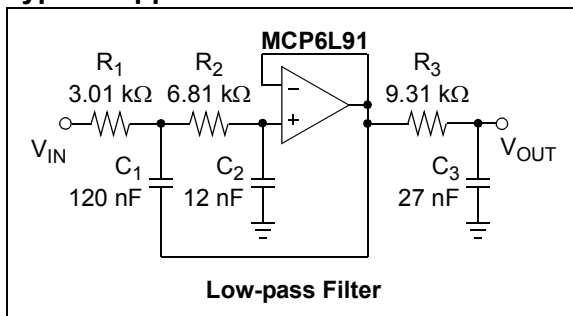 MCP6L91
R1 R2 R3
3.01 kΩ 6.81 kΩ 9.31 kΩ
−
+
VIN VOUT
C1 C2 C3
120 nF 12 nF 27 nF
Low-pass Filter